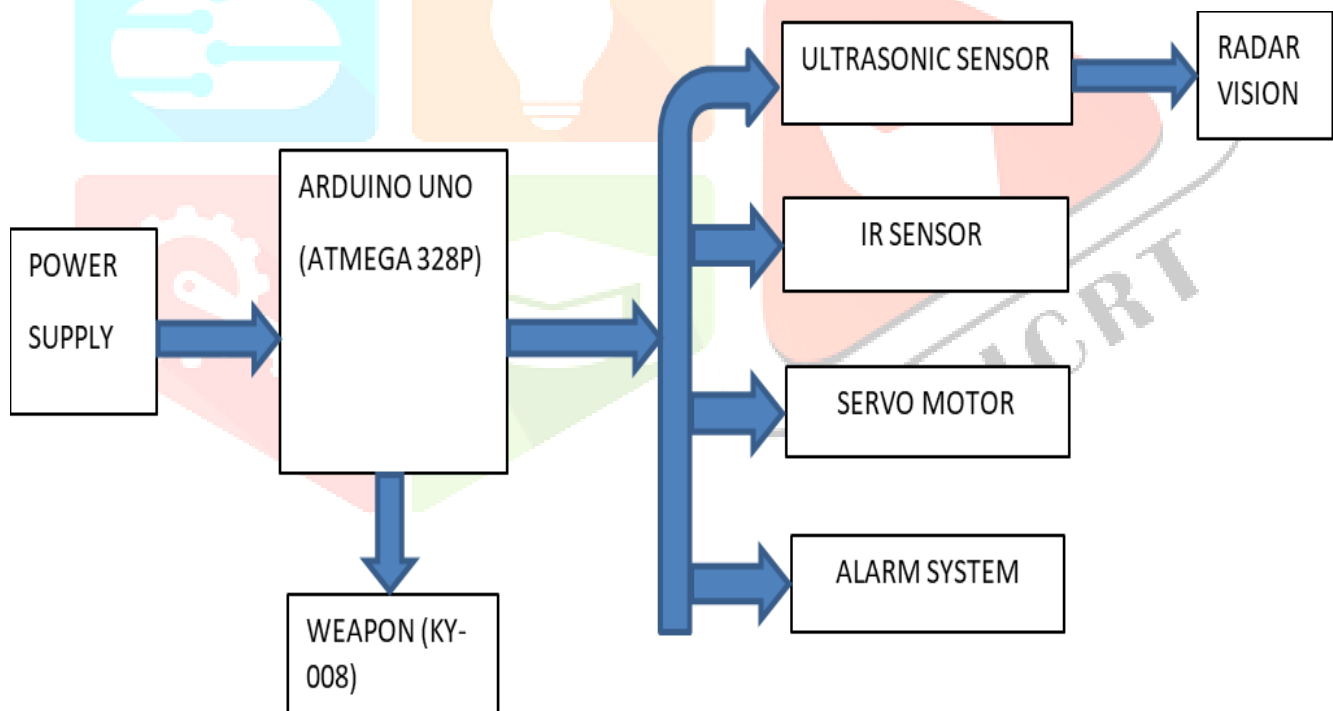 ULTRASONIC SENSOR
RADAR
VISION
ARDUINO UNO
(ATMEGA 328P)
IR SENSOR
POWER
SUPPLY
SERVO MOTOR
ALARM SYSTEM
WEAPON (KY-
008)